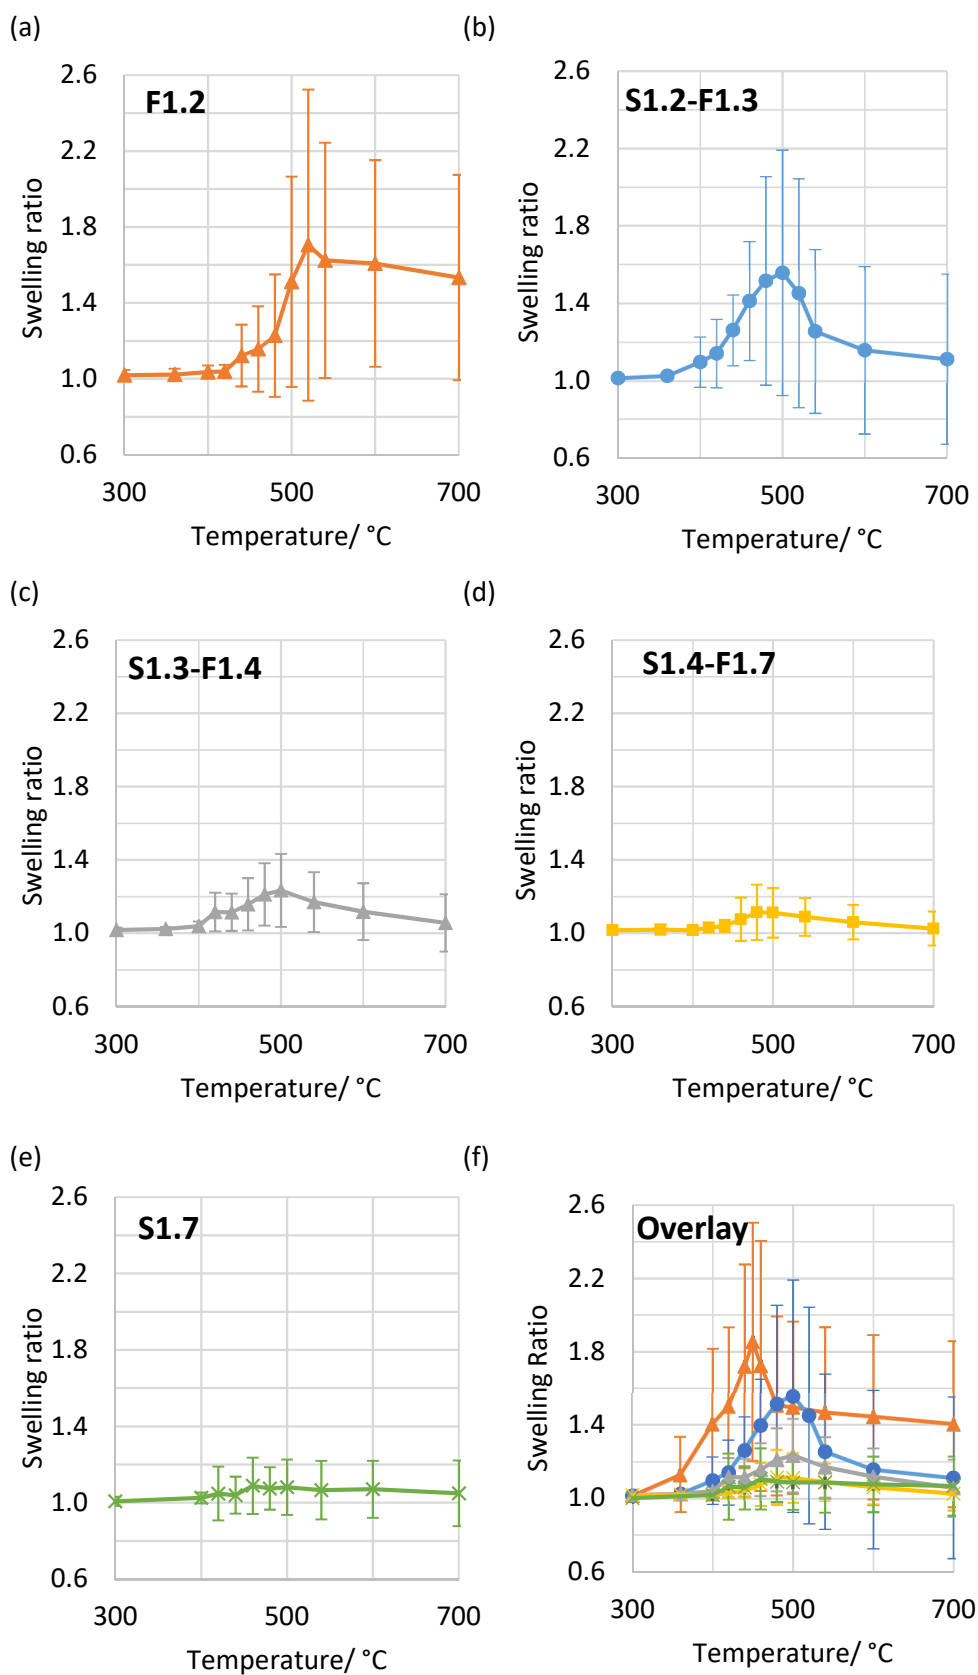 (a)
F1.2
Swelling ratio
2.6
2.2
1.8
1.4
1.0
0.6
300 500 700
Temperature/ °C
(b)
S1.2-F1.3
Swelling ratio
2.6
2.2
1.8
1.4
1.0
0.6
300 500 700
Temperature/ °C
(c)
S1.3-F1.4
Swelling ratio
2.6
2.2
1.8
1.4
1.0
0.6
300 500 700
Temperature/ °C
(d)
S1.4-F1.7
Swelling ratio
2.6
2.2
1.8
1.4
1.0
0.6
300 500 700
Temperature/ °C
(e)
S1.7
Swelling ratio
2.6
2.2
1.8
1.4
1.0
0.6
300 500 700
Temperature/ °C
(f)
Overlay
Swelling Ratio
2.6
2.2
1.8
1.4
1.0
0.6
300 500 700
Temperature/ °C